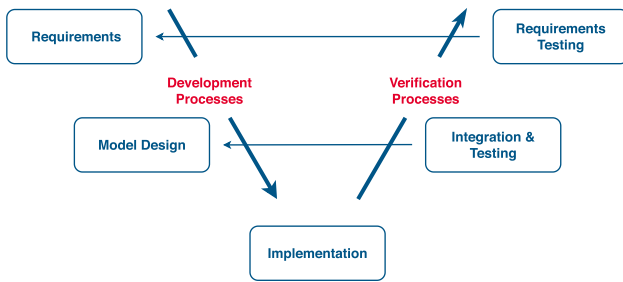 Requirements
Requirements
Testing
Development
Processes
Verification
Processes
Model Design
Integration &
Testing
Implementation